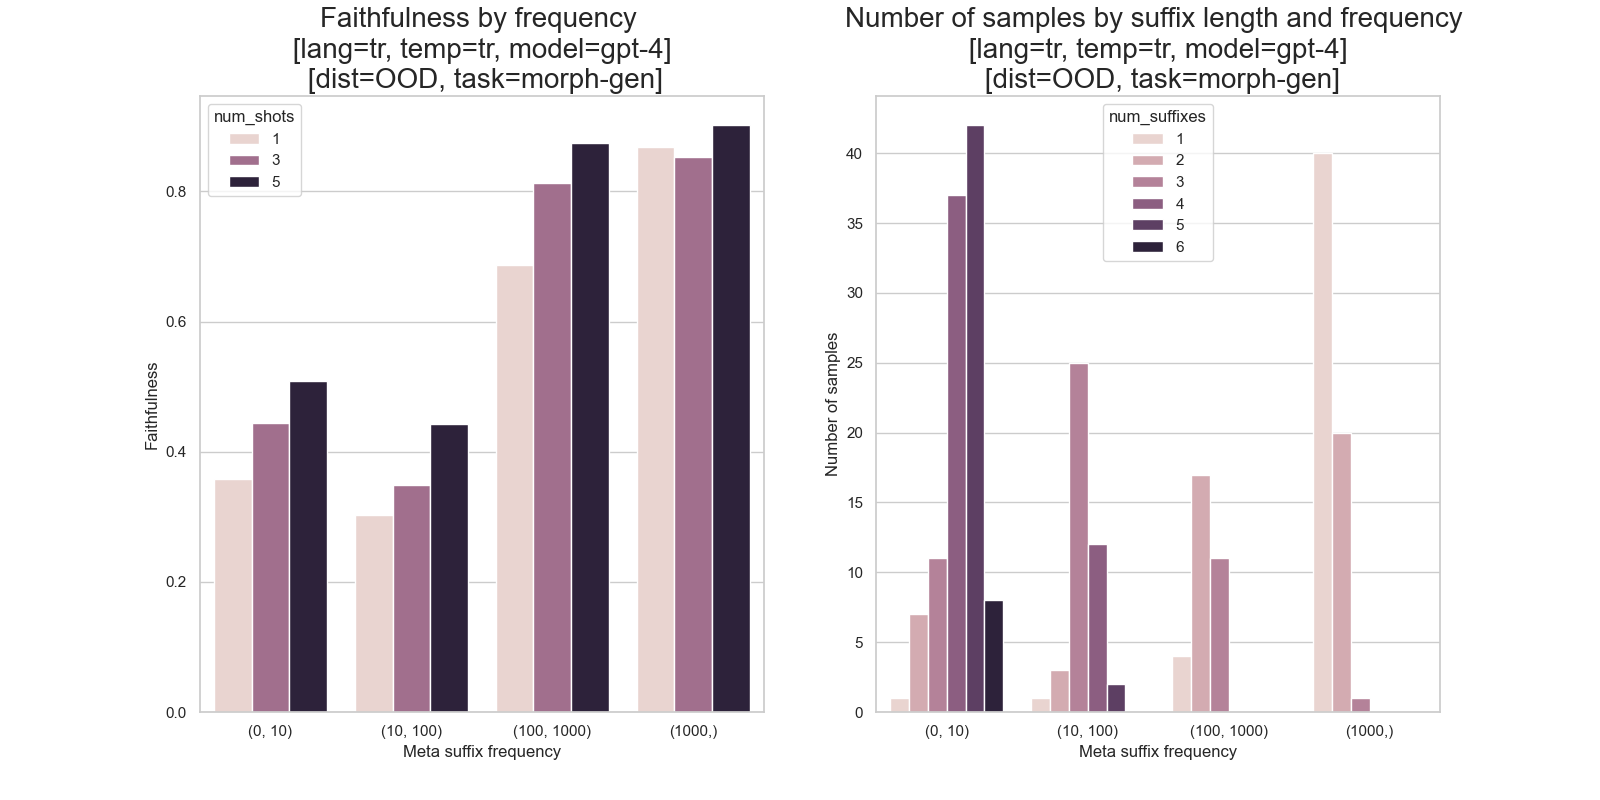 Faithfulness by frequency
[lang=tr, temp=tr, model=gpt-4]
[dist=OOD, task=morph-gen]
num_shots
1
3
5
Faithfulness
0.8
0.6
0.4
0.2
0.0
(0, 10)
(10, 100)
(100, 1000)
(1000,)
Meta suffix frequency
Number of samples by suffix length and frequency
[lang=tr, temp=tr, model=gpt-4]
[dist=OOD, task=morph-gen]
num_suffixes
1
2
3
4
5
6
Number of samples
40
35
30
25
20
15
10
5
0
(0, 10)
(10, 100)
(100, 1000)
(1000,)
Meta suffix frequency